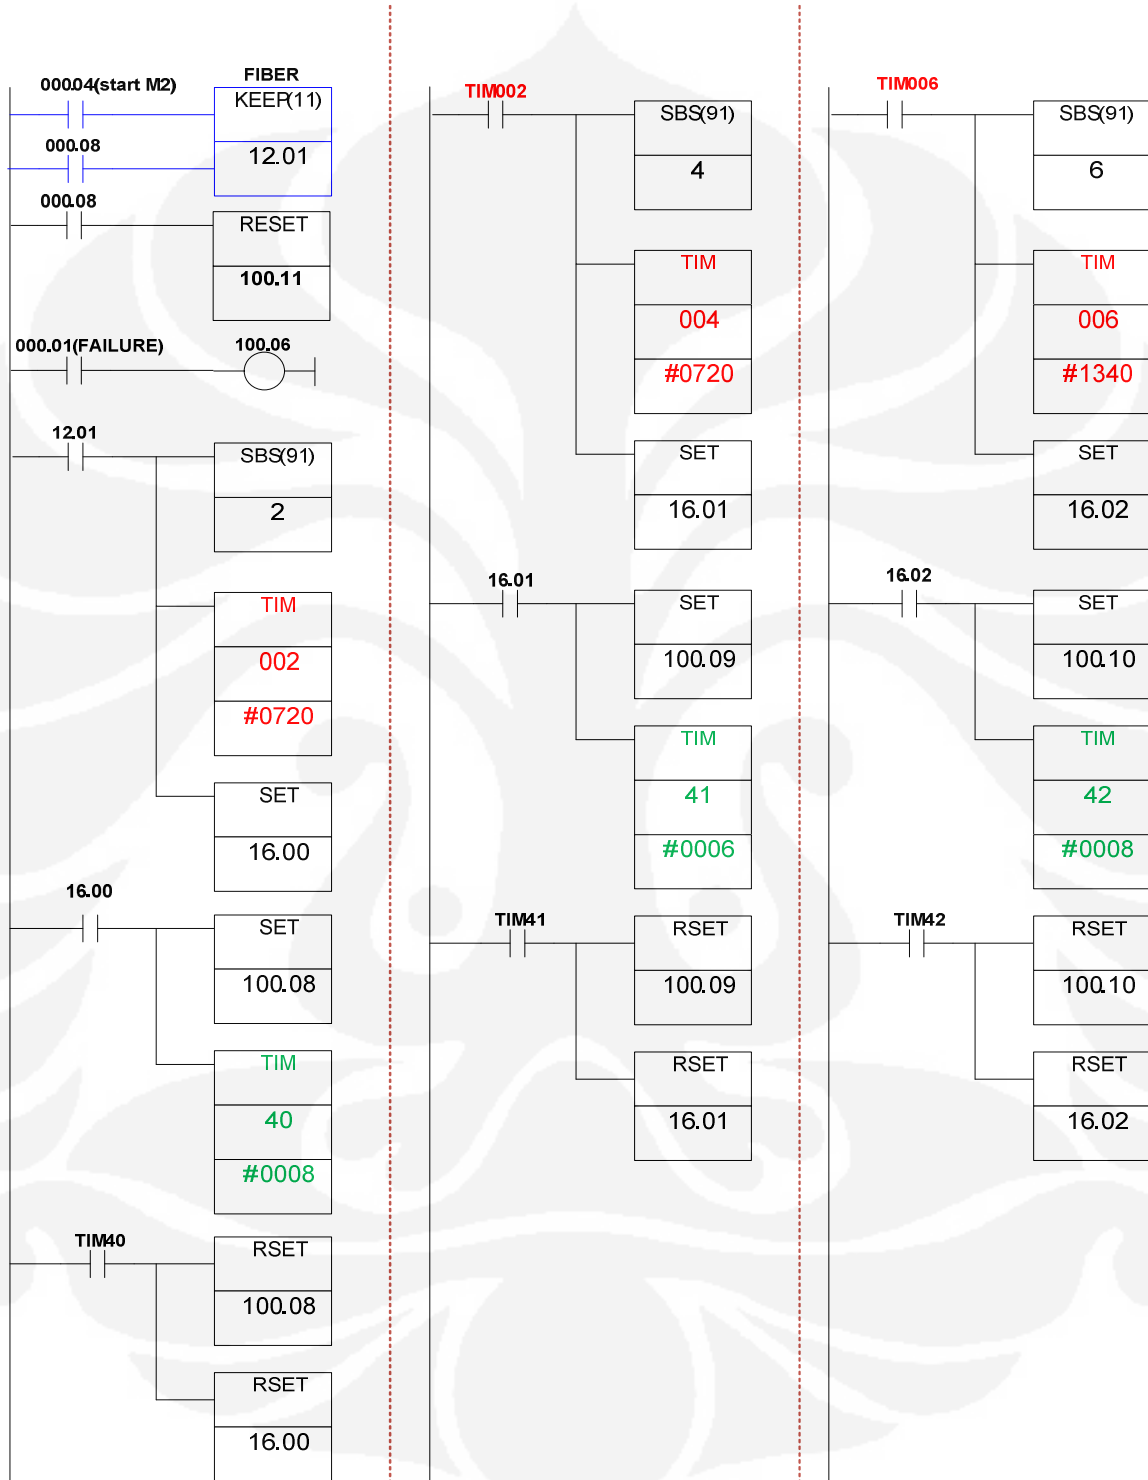 000.04(start M2)
FIBER
KEEP(11)
12.01
000.08
000.08
RESET
100.11
000.01(FAILURE)
100.06
12.01
SBS(91)
2
TIM
002
#0720
SET
16.00
16.00
SET
100.08
TIM
40
#0008
TIM40
RSET
100.08
RSET
16.00
TIM002
SBS(91)
4
TIM
004
#0720
SET
16.01
16.01
SET
100.09
TIM
41
#0006
TIM41
RSET
100.09
RSET
16.01
TIM006
SBS(91)
6
TIM
006
#1340
SET
16.02
16.02
SET
100.10
TIM
42
#0008
TIM42
RSET
100.10
RSET
16.02